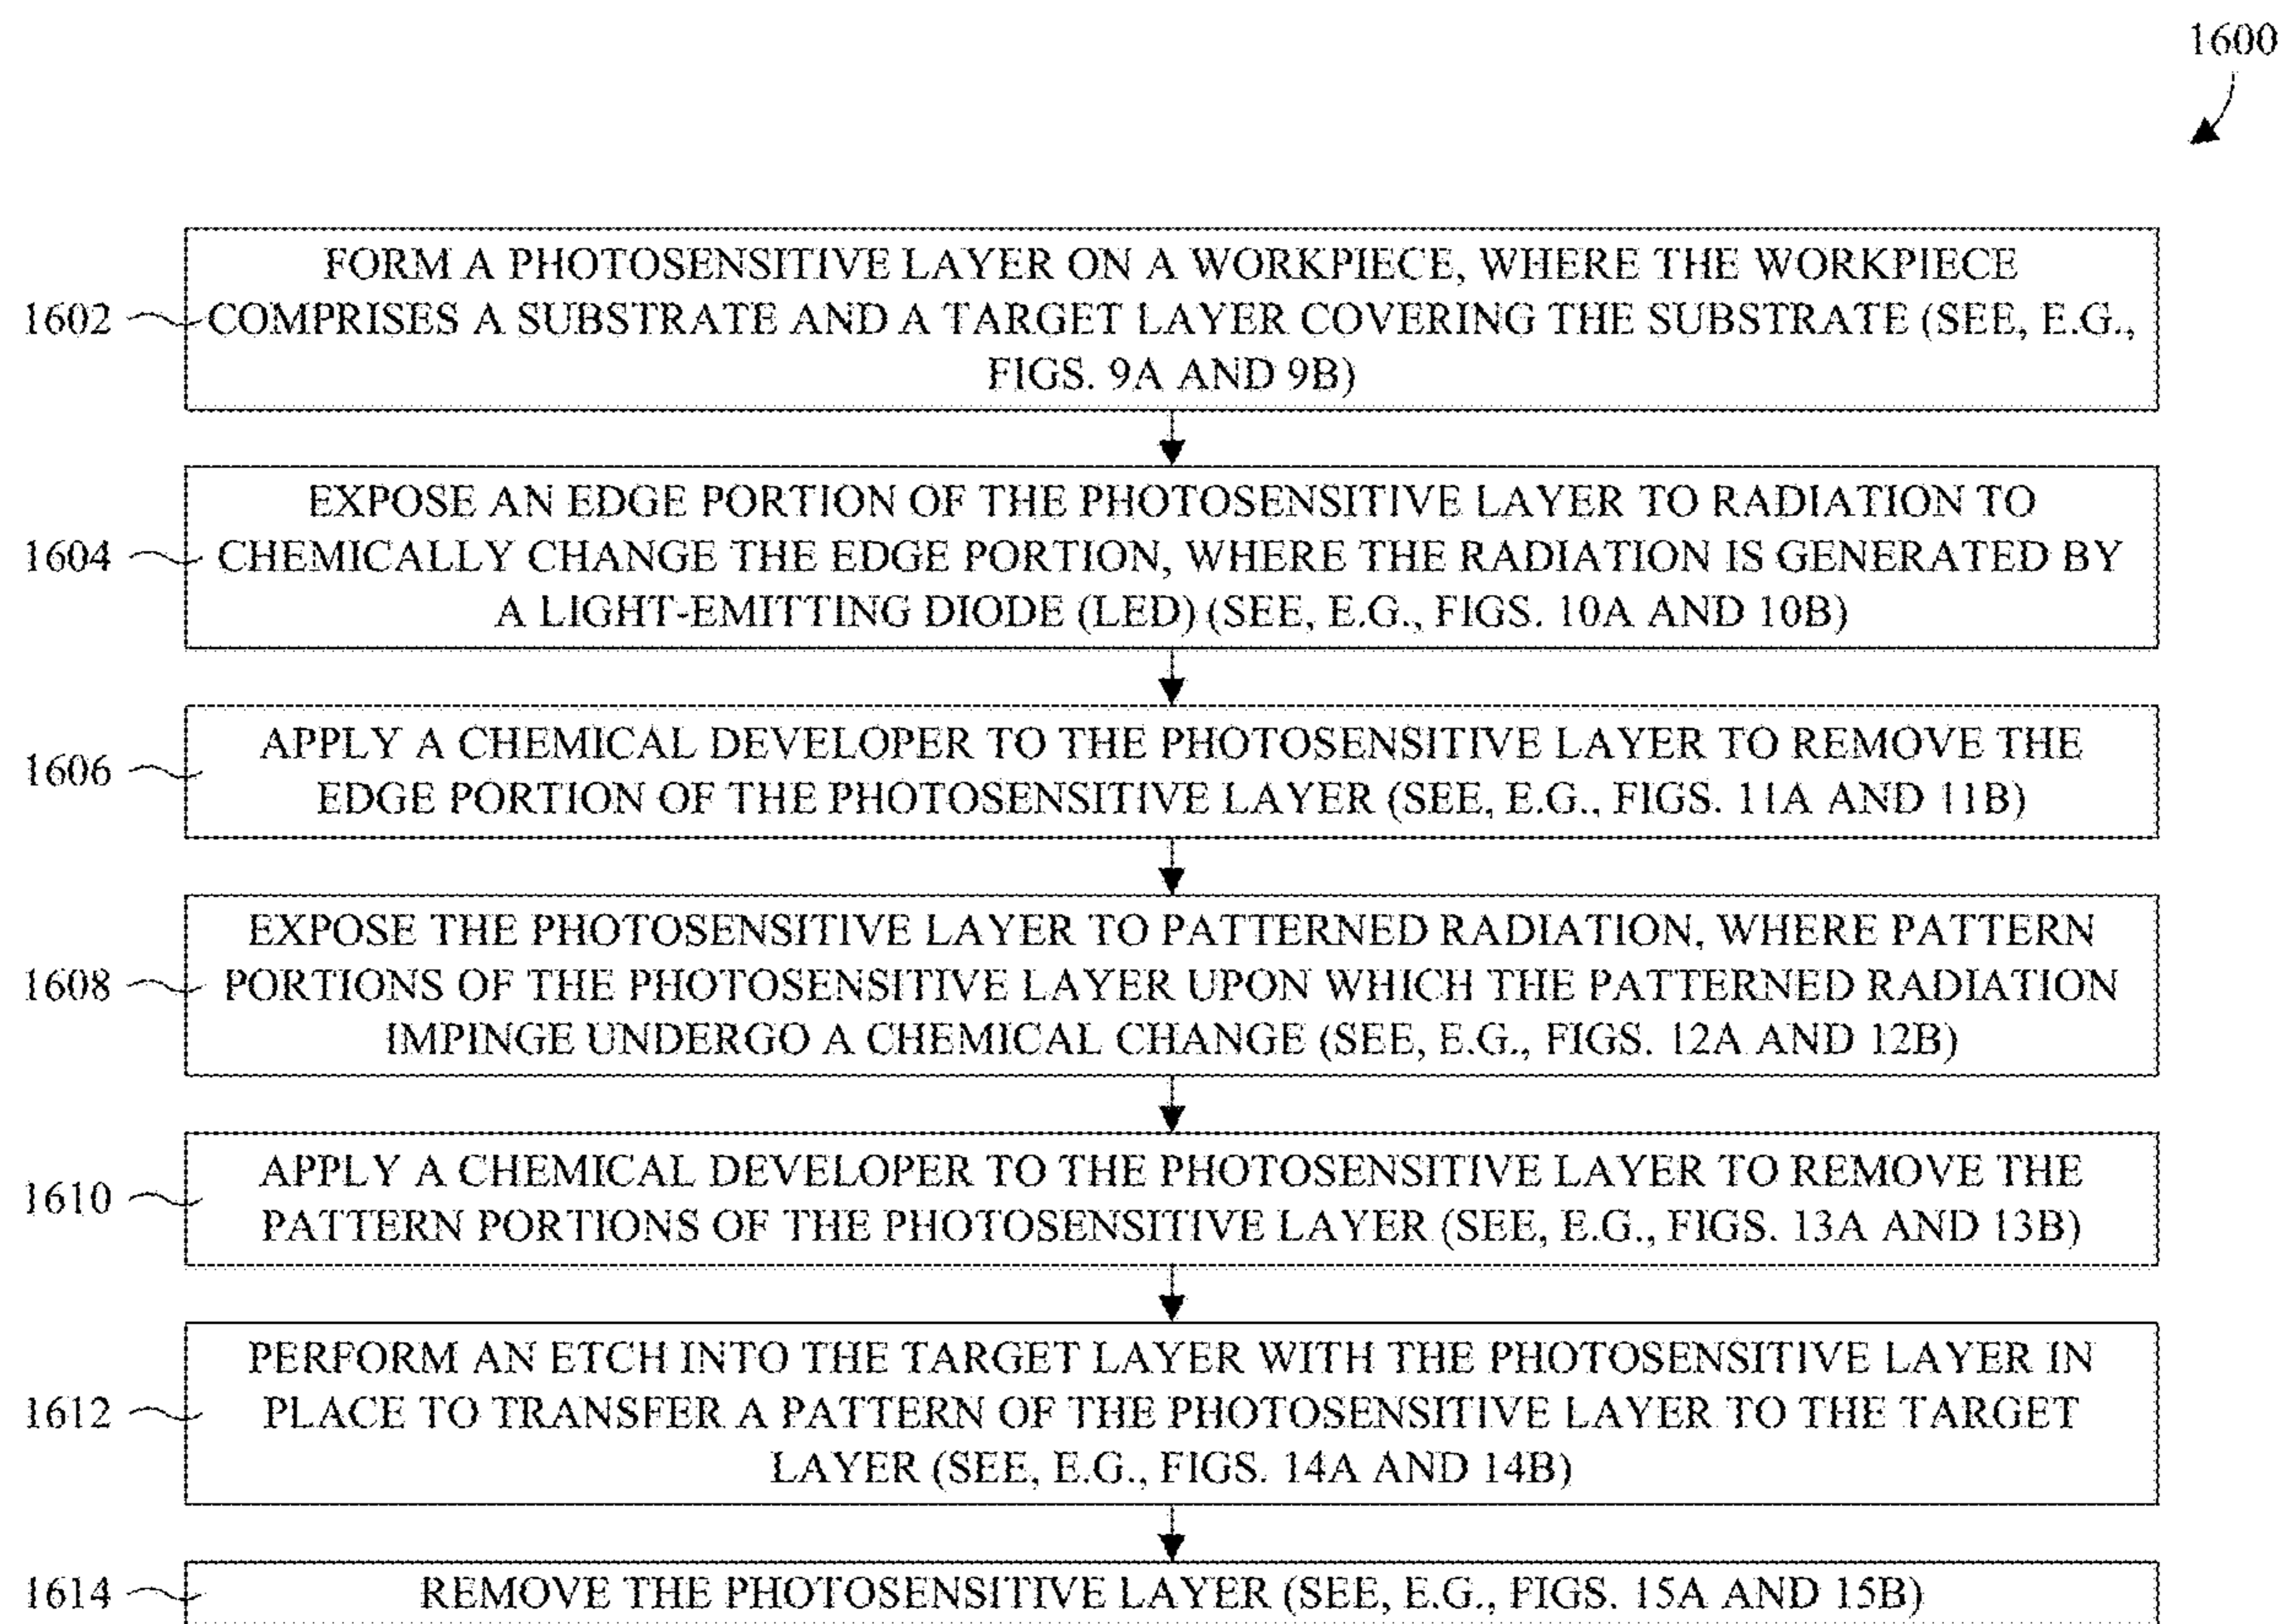 1600
FORM A PHOTOSENSITIVE LAYER ON A WORKPIECE, WHERE THE WORKPIECE
1602 COMPRISES A SUBSTRATE AND A TARGET LAYER COVERING THE SUBSTRATE (SEE, E.G.,
FIGS. 9A AND 9B)
EXPOSE AN EDGE PORTION OF THE PHOTOSENSITIVE LAYER TO RADIATION TO
1604 CHEMICALLY CHANGE THE EDGE PORTION, WHERE THE RADIATION IS GENERATED BY
A LIGHT-EMITTING DIODE (LED) (SEE, E.G., FIGS. 10A AND 10B)
1606
APPLY A CHEMICAL DEVELOPER TO THE PHOTOSENSITIVE LAYER TO REMOVE THE
EDGE PORTION OF THE PHOTOSENSITIVE LAYER (SEE, E.G., FIGS. 11A AND 11B)
EXPOSE THE PHOTOSENSITIVE LAYER TO PATTERNED RADIATION, WHERE PATTERN
1608 PORTIONS OF THE PHOTOSENSITIVE LAYER UPON WHICH THE PATTERNED RADIATION
IMPINGE UNDERGO A CHEMICAL CHANGE (SEE, E.G., FIGS. 12A AND 12B)
1610
APPLY A CHEMICAL DEVELOPER TO THE PHOTOSENSITIVE LAYER TO REMOVE THE
PATTERN PORTIONS OF THE PHOTOSENSITIVE LAYER (SEE, E.G., FIGS. 13A AND 13B)
PERFORM AN ETCH INTO THE TARGET LAYER WITH THE PHOTOSENSITIVE LAYER IN
1612 PLACE TO TRANSFER A PATTERN OF THE PHOTOSENSITIVE LAYER TO THE TARGET
LAYER (SEE, E.G., FIGS. 14A AND 14B)
1614 REMOVE THE PHOTOSENSITIVE LAYER (SEE, E.G., FIGS. 15A AND 15B)